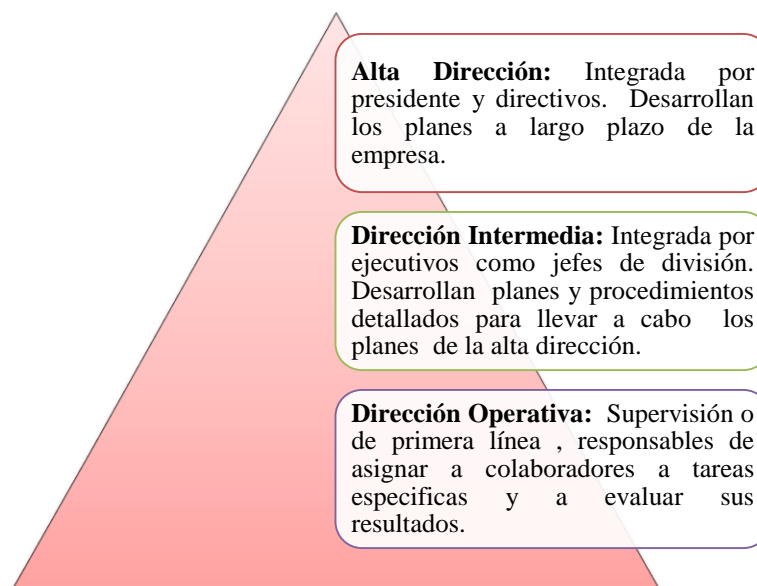 Alta Dirección: Integrada por
presidente y directivos. Desarrollan
los planes a largo plazo de la
empresa.
Dirección Intermedia: Integrada por
ejecutivos como jefes de división.
Desarrollan planes y procedimientos
detallados para llevar a cabo los
planes de la alta dirección.
Dirección Operativa: Supervisión o
de primera línea , responsables de
asignar a colaboradores a tareas
especificas y a evaluar sus
resultados.